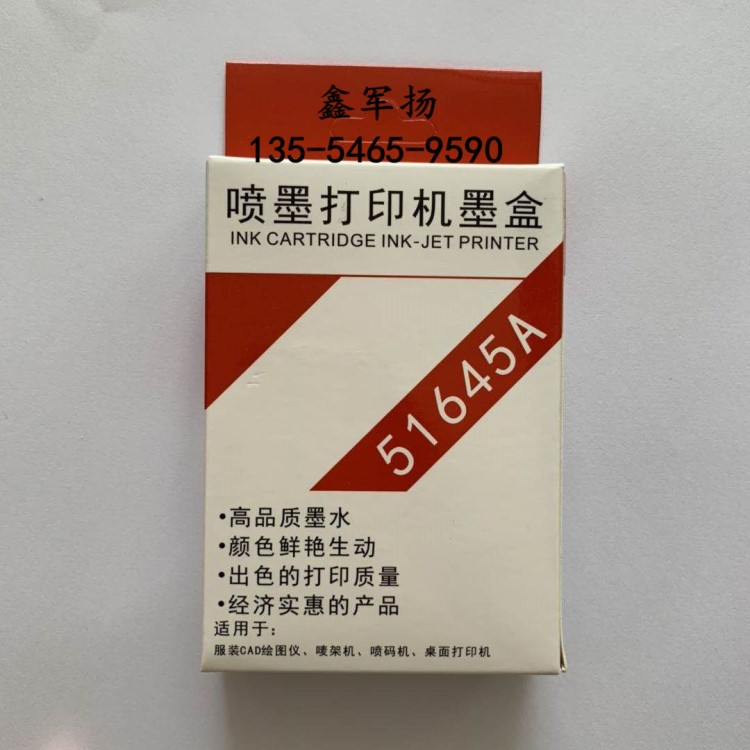 鑫军扬
135-5465-9590
喷墨打印机墨盒
INK CARTRIDGE INK-JET PRINTER
51645A
•高品质墨水
•颜色鲜艳生动
•出色的打印质量
•经济实惠的产品
适用于：
服装CAD绘图仪、唛架机、喷码机、桌面打印机